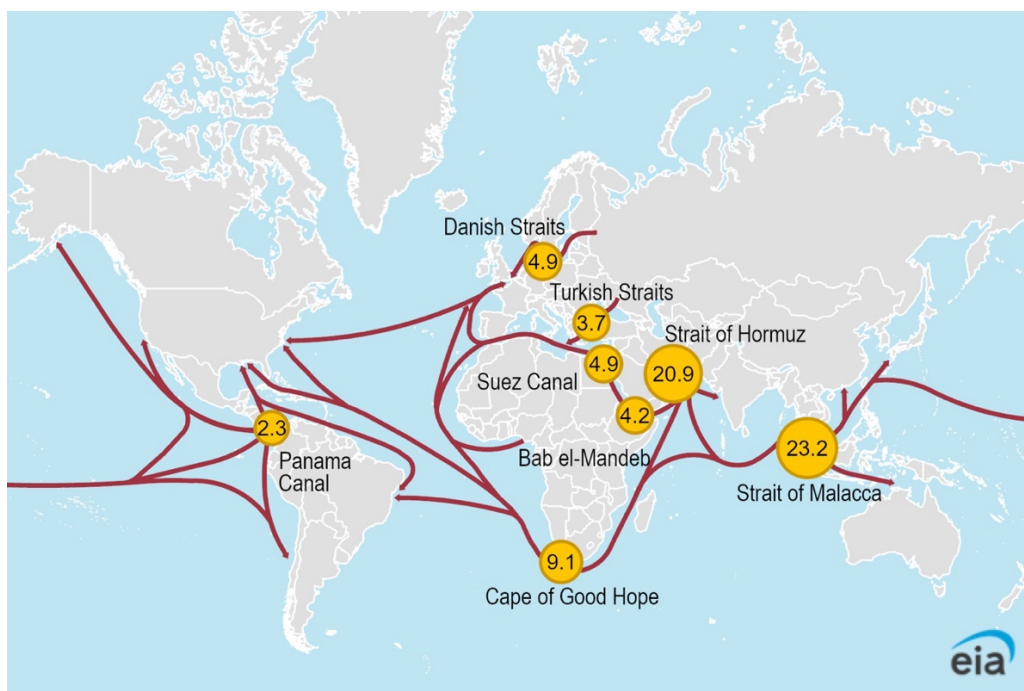 Danish Straits
4.9
Turkish Straits
3.7
Strait of Hormuz
4.9
20.9
Suez Canal
4.2
2.3
Bab el-Mandeb
23.2
Panama
Canal
Strait of Malacca
9.1
Cape of Good Hope
eia